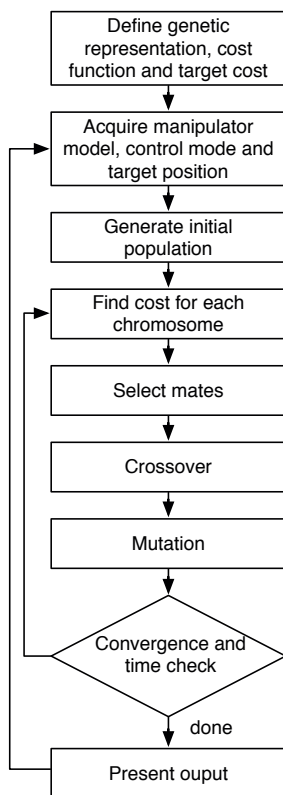 Define genetic
representation, cost
function and target cost
Acquire manipulator
model, control mode and
target position
Generate initial
population
Find cost for each
chromosome
Select mates
Crossover
Mutation
Convergence and
time check
done
Present ouput